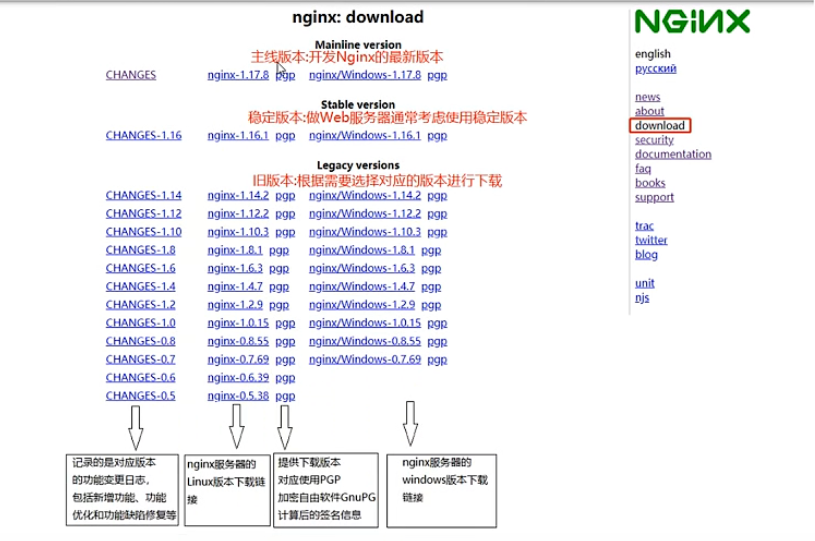 nginx: download
Mainline version
主线版本:开发Nginx的最新版本
CHANGES nginx-1.17.8 pgp nginx/Windows-1.17.8 pgp
Stable version
稳定版本:做Web服务器通常考虑使用稳定版本
CHANGES-1.16 nginx-1.16.1 pgp nginx/Windows-1.16.1 pgp
Legacy versions
旧版本:根据需要选择对应的版本进行下载
CHANGES-1.14 nginx-1.14.2 pgp nginx/Windows-1.14.2 pgp
CHANGES-1.12 nginx-1.12.2 pgp nginx/Windows-1.12.2 pgp
CHANGES-1.10 nginx-1.10.3 pgp nginx/Windows-1.10.3 pgp
CHANGES-1.8 nginx-1.8.1 pgp nginx/Windows-1.8.1 pgp
CHANGES-1.6 nginx-1.6.3 pgp nginx/Windows-1.6.3 pgp
CHANGES-1.4 nginx-1.4.7 pgp nginx/Windows-1.4.7 pgp
CHANGES-1.2 nginx-1.2.9 pgp nginx/Windows-1.2.9 pgp
CHANGES-1.0 nginx-1.0.15 pgp nginx/Windows-1.0.15 pgp
CHANGES-0.8 nginx-0.8.55 pgp nginx/Windows-0.8.55 pgp
CHANGES-0.7 nginx-0.7.69 pgp nginx/Windows-0.7.69 pgp
CHANGES-0.6 nginx-0.6.39 pgp
CHANGES-0.5 nginx-0.5.38 pgp
记录的是对应版本
的功能变更日志，
包括新增功能、功能
优化和功能缺陷修复等
nginx服务器的
Linux版本下载链
接
提供下载版本
对应使用PGP
加密自由软件GnuPG
计算后的签名信息
nginx服务器的
windows版本下载
链接
NGINX
english
русский
news
about
download
security
documentation
faq
books
support
trac
twitter
blog
unit
njs